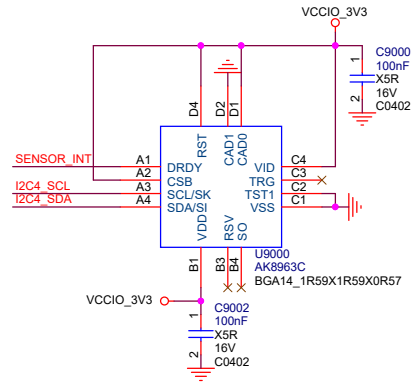 VCCIO_3V3
C9000
100nF
X5R
16V
C0402
1
2
D4
D2
D1
RST
CAD1
CAD0
SENSOR_INT
A1
DRDY
VID
C4
A2
CSB
TRG
C3
I2C4_SCL
A3
SCL/SK
TST1
C2
I2C4_SDA
A4
SDA/SI
VSS
C1
VDD
RSV
SO
B1
B3
B4
U9000
AK8963C
BGA14_1R59X1R59X0R57
VCCIO_3V3
1
2
C9002
100nF
X5R
16V
C0402